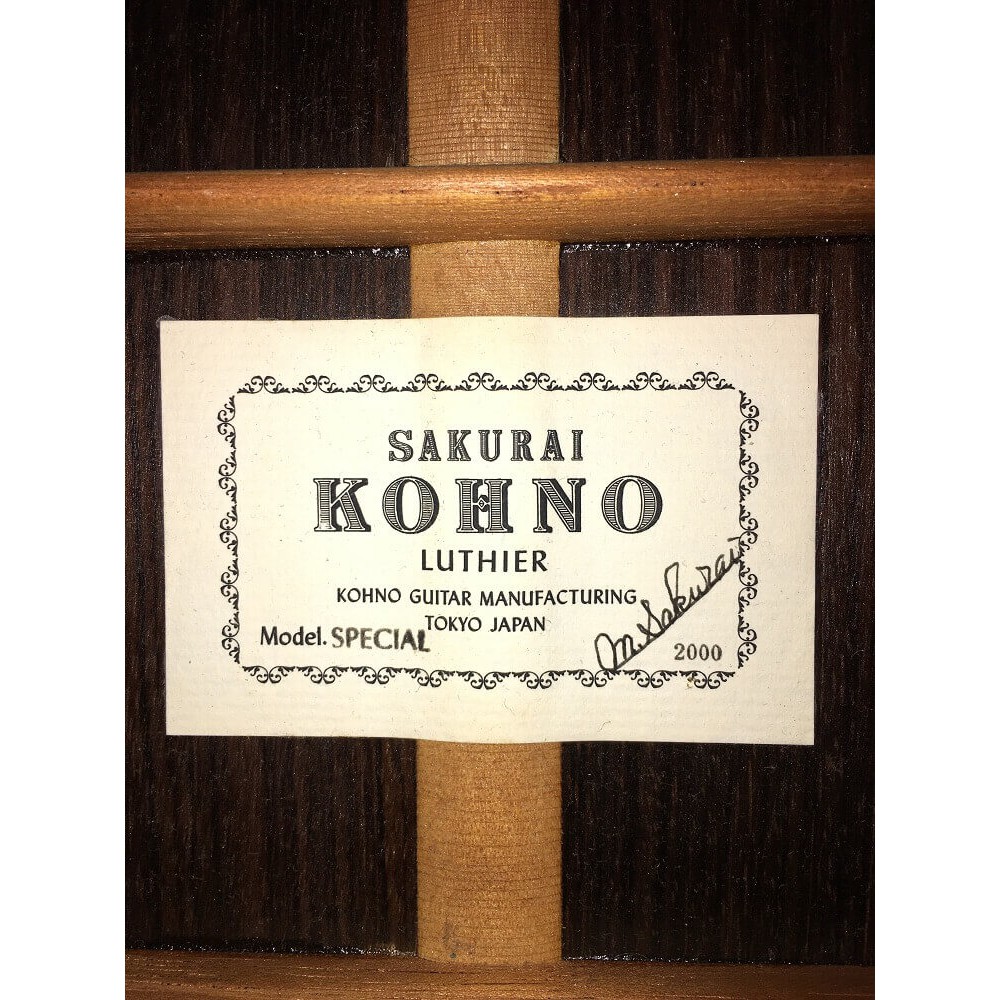 SAKURAI
KOHNO
LUTHIER
KOHNO GUITAR MANUFACTURING
TOKYO JAPAN
Model. SPECIAL
M. Sakurai
2000